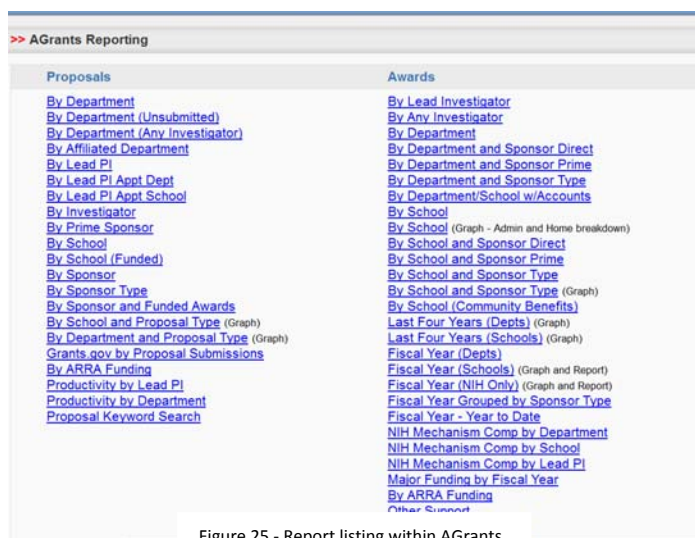 >> AGrants Reporting
Proposals
By Department
By Department (Unsubmitted)
By Department (Any Investigator)
By Affiliated Department
By Lead PI
By Lead PI Appt Dept
By Lead PI Appt School
By Investigator
By Prime Sponsor
By School
By School (Funded)
By Sponsor
By Sponsor Type
By Sponsor and Funded Awards
By School and Proposal Type (Graph)
By Department and Proposal Type (Graph)
Grants.gov by Proposal Submissions
By ARRA Funding
Productivity by Lead PI
Productivity by Department
Proposal Keyword Search
Awards
By Lead Investigator
By Any Investigator
By Department
By Department and Sponsor Direct
By Department and Sponsor Prime
By Department and Sponsor Type
By Department/School w/Accounts
By School
By School (Graph - Admin and Home breakdown)
By School and Sponsor Direct
By School and Sponsor Prime
By School and Sponsor Type
By School and Sponsor Type (Graph)
By School (Community Benefits)
Last Four Years (Depts) (Graph)
Last Four Years (Schools) (Graph)
Fiscal Year (Depts)
Fiscal Year (Schools) (Graph and Report)
Fiscal Year (NIH Only) (Graph and Report)
Fiscal Year Grouped by Sponsor Type
Fiscal Year - Year to Date
NIH Mechanism Comp by Department
NIH Mechanism Comp by School
NIH Mechanism Comp by Lead PI
Major Funding by Fiscal Year
By ARRA Funding
Other Support
Figure 25 - Report listing within AGrants